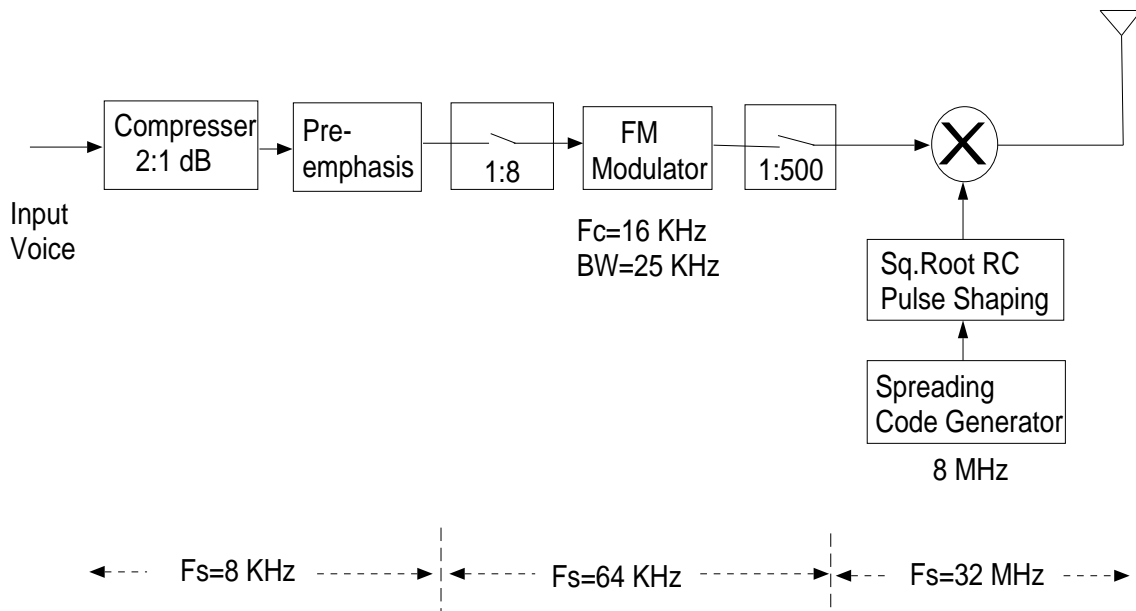 Input
Voice
Compresser
2:1 dB
Pre-
emphasis
1:8
FM
Modulator
Fc=16 KHz
BW=25 KHz
1:500
X
Sq.Root RC
Pulse Shaping
Spreading
Code Generator
8 MHz
Fs=8 KHz
Fs=64 KHz
Fs=32 MHz